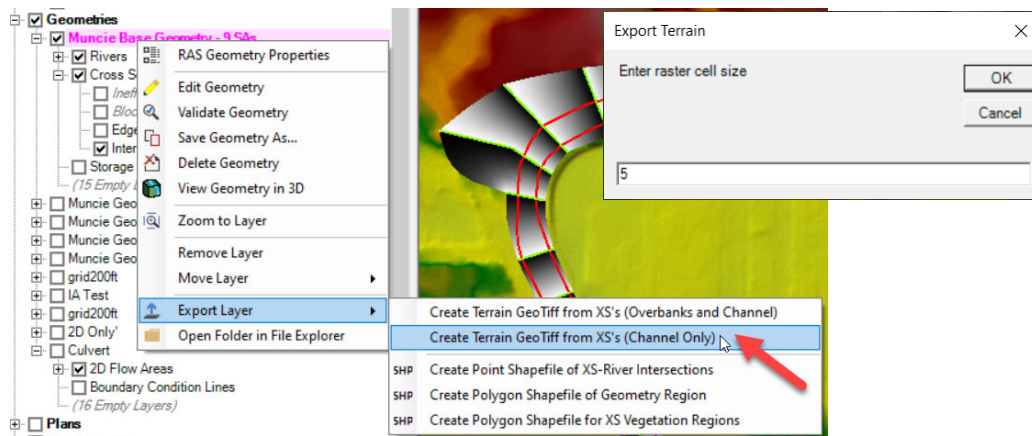 Geometries
Muncie Base Geometry - 9 SAs
Rivers
Cross S
Ineff
Bloc
Edge
Inter
Storage
(15 Empty L
Muncie Geo
Muncie Geo
Muncie Geo
Muncie Geo
grid200ft
IA Test
grid200ft
2D Only'
Culvert
2D Flow Areas
Boundary Condition Lines
(16 Empty Layers)
Plans
RAS Geometry Properties
Edit Geometry
Validate Geometry
Save Geometry As...
Delete Geometry
View Geometry in 3D
Zoom to Layer
Remove Layer
Move Layer
Export Layer
Open Folder in File Explorer
Create Terrain GeoTiff from XS's (Overbanks and Channel)
Create Terrain GeoTiff from XS's (Channel Only)
SHP Create Point Shapefile of XS-River Intersections
SHP Create Polygon Shapefile of Geometry Region
SHP Create Polygon Shapefile for XS Vegetation Regions
Export Terrain
Enter raster cell size
OK
Cancel
5